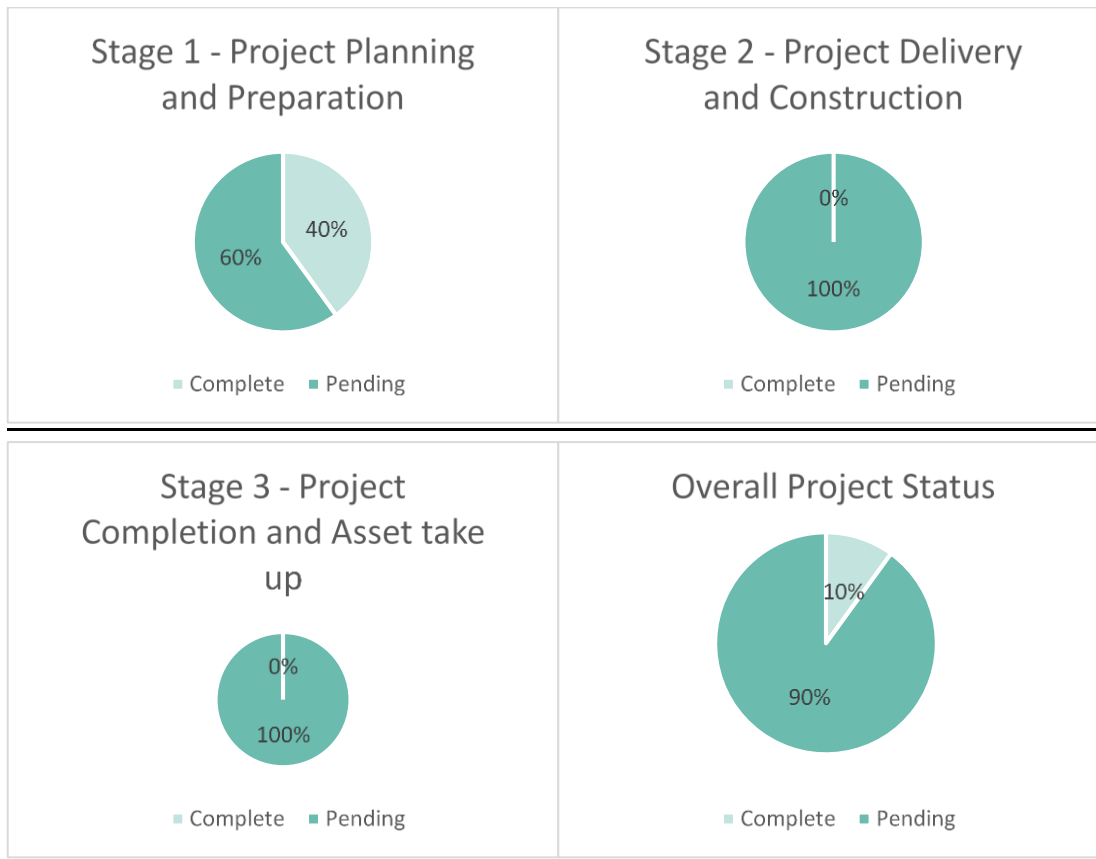 Stage 1 - Project Planning
and Preparation
40%
60%
Complete Pending
Stage 2 - Project Delivery
and Construction
0%
100%
Complete Pending
Stage 3 - Project
Completion and Asset take
up
0%
100%
Complete Pending
Overall Project Status
10%
90%
Complete Pending